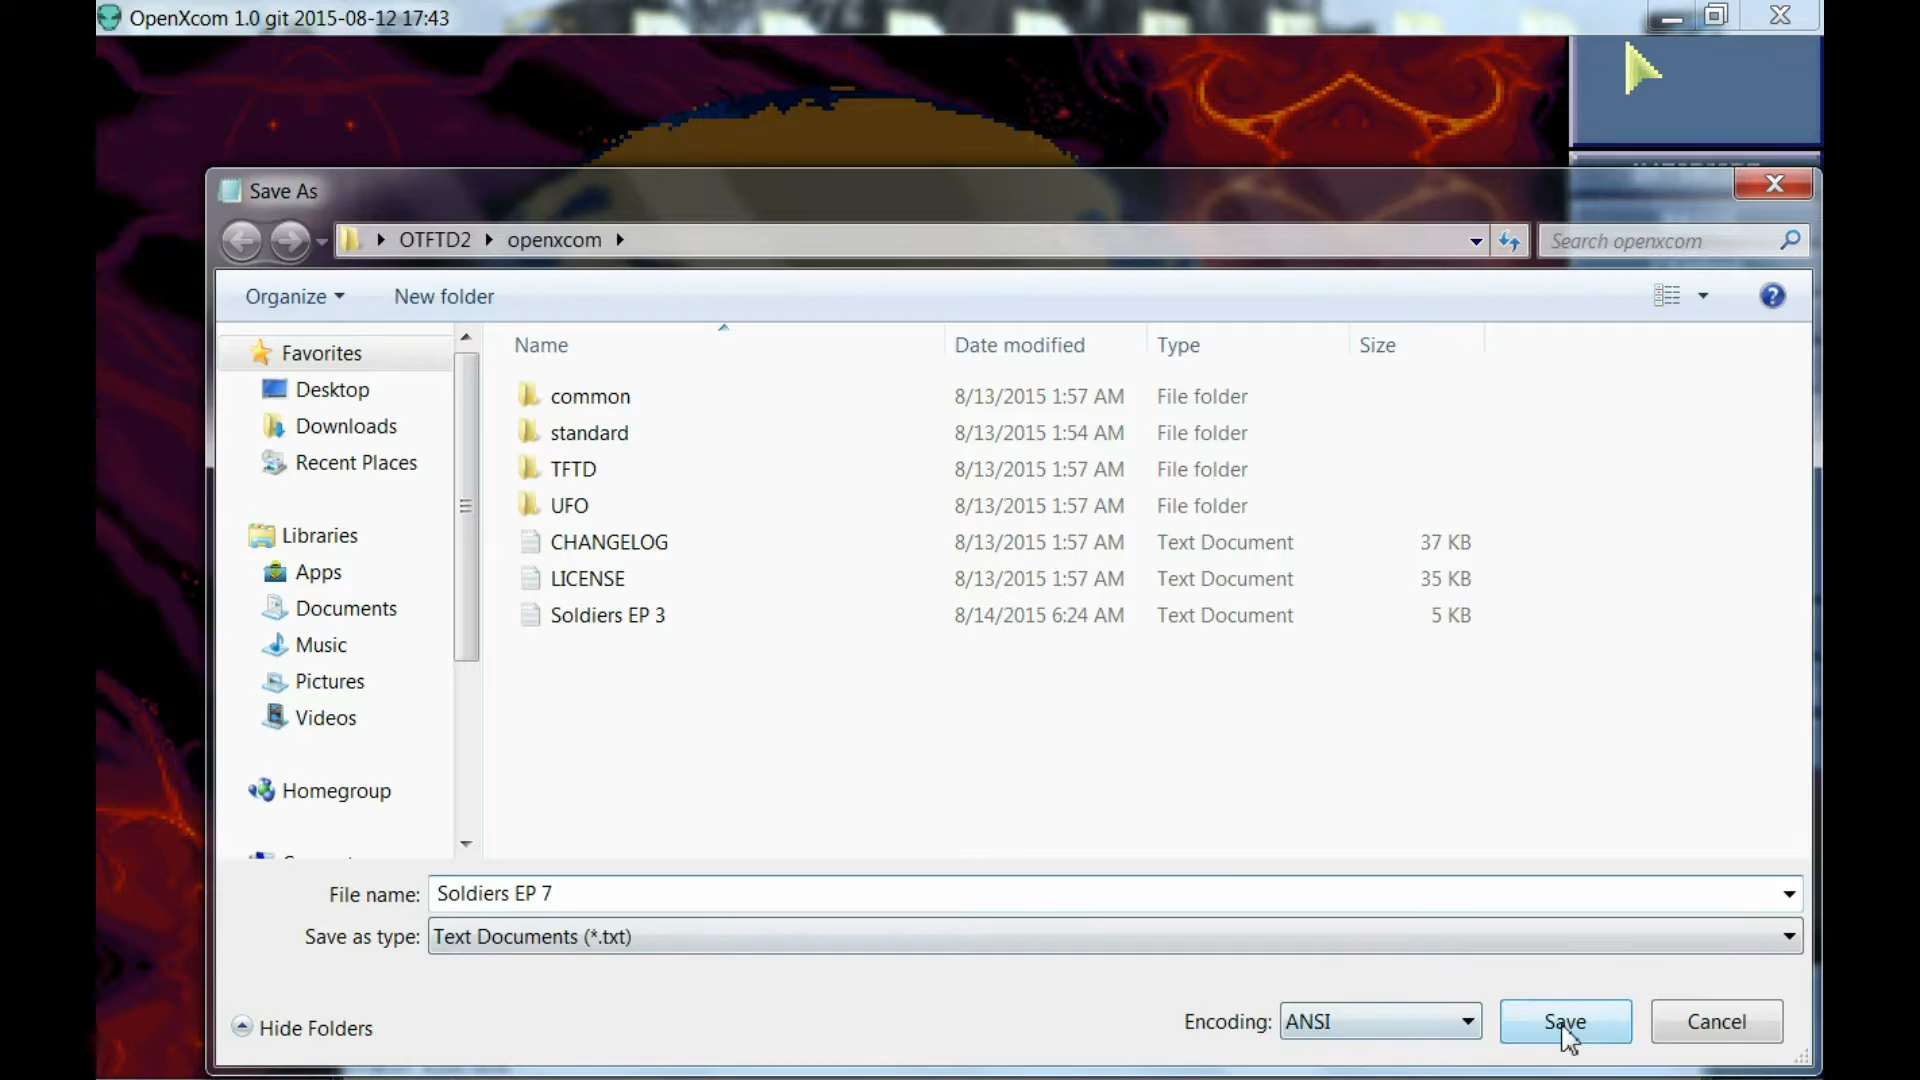 OpenXcom 1.0 git 2015-08-12 17:43
Save As
OTFTD2 openxcom Search openxcom
Organize New folder
Name Date modified Type Size
Favorites
Desktop
Downloads
Recent Places
Libraries
Apps
Documents
Music
Pictures
Videos
Homegroup
common 8/13/2015 1:57 AM File folder
standard 8/13/2015 1:54 AM File folder
TFTD 8/13/2015 1:57 AM File folder
UFO 8/13/2015 1:57 AM File folder
CHANGELOG 8/13/2015 1:57 AM Text Document 37 KB
LICENSE 8/13/2015 1:57 AM Text Document 35 KB
Soldiers EP 3 8/14/2015 6:24 AM Text Document 5 KB
File name: Soldiers EP 7
Save as type: Text Documents (*.txt)
Hide Folders Encoding: ANSI Save Cancel